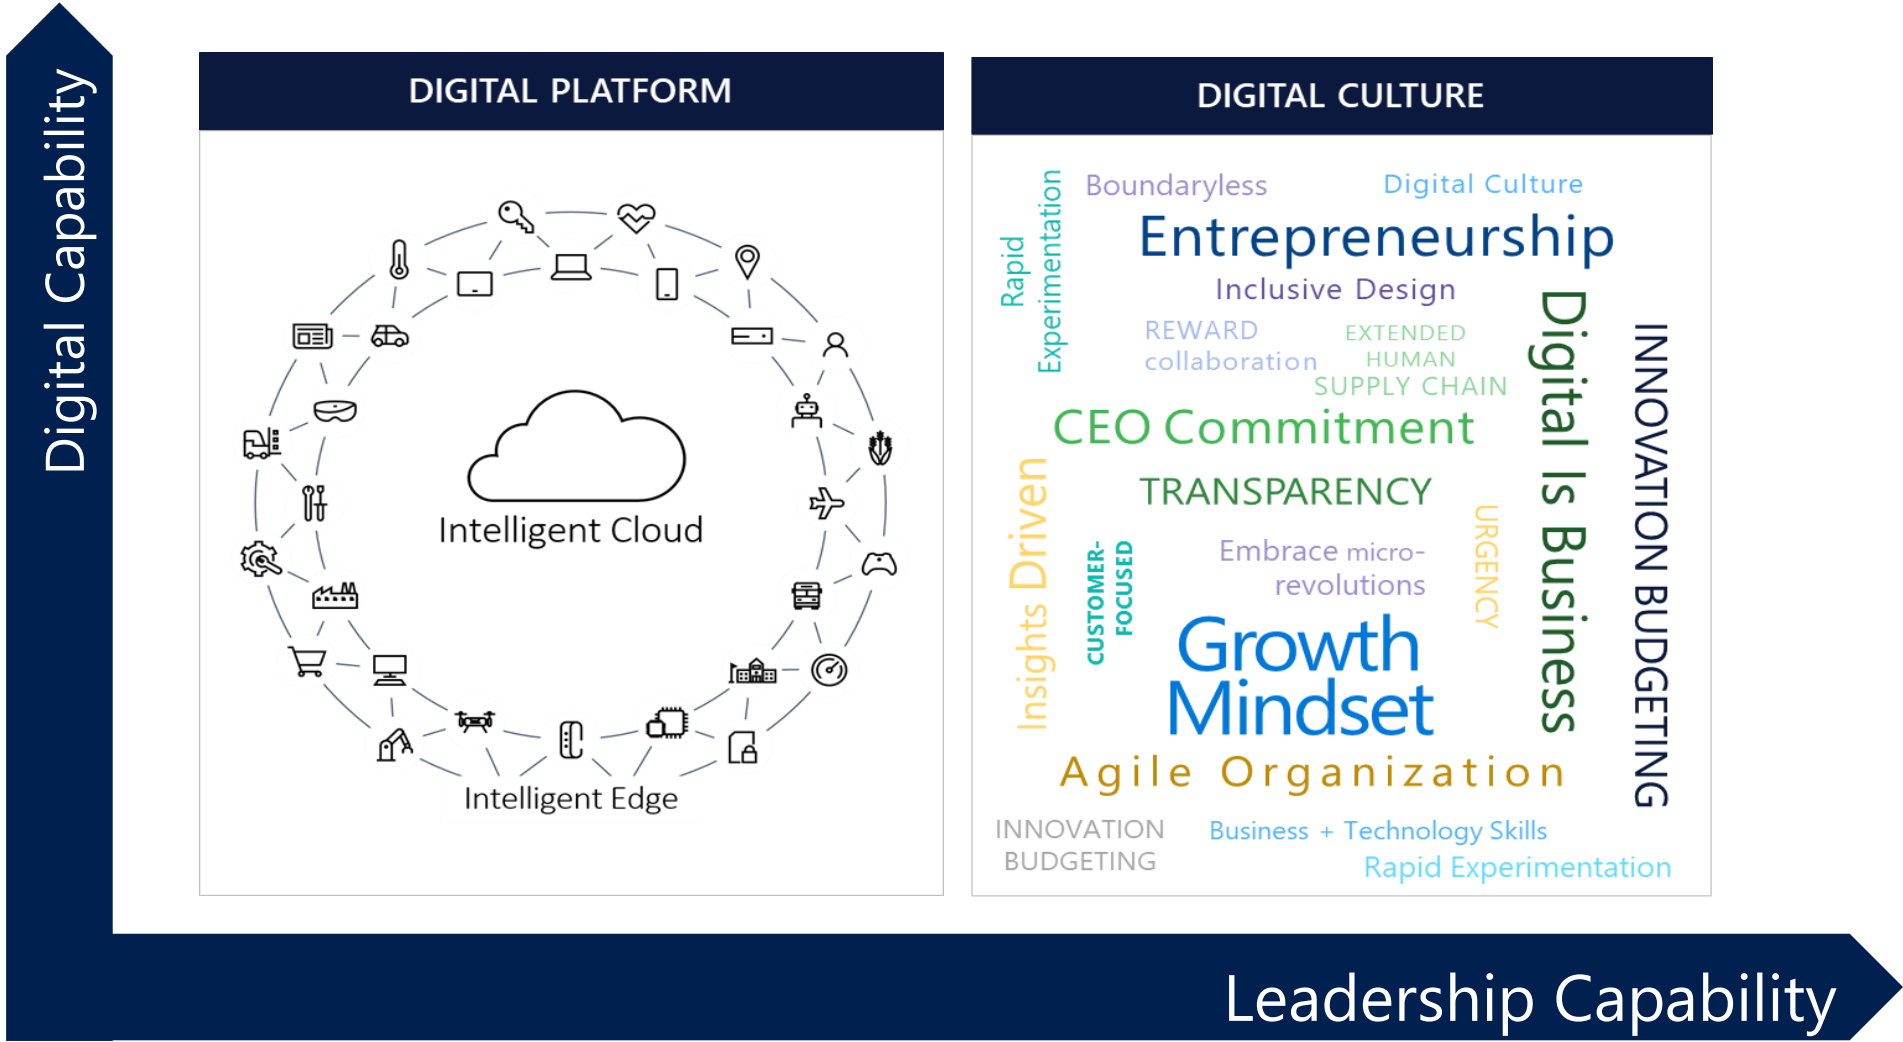 Digital Capability
DIGITAL PLATFORM
Intelligent Cloud
Intelligent Edge
DIGITAL CULTURE
Rapid
Experimentation
Boundaryless
Digital Culture
Entrepreneurship
Inclusive Design
REWARD
collaboration
EXTENDED
HUMAN
SUPPLY CHAIN
CEO Commitment
TRANSPARENCY
Insights Driven
CUSTOMER-
FOCUSED
Embrace micro-
revolutions
URGENCY
Digital Is Business
INNOVATION BUDGETING
Growth
Mindset
Agile Organization
INNOVATION
BUDGETING
Business + Technology Skills
Rapid Experimentation
Leadership Capability